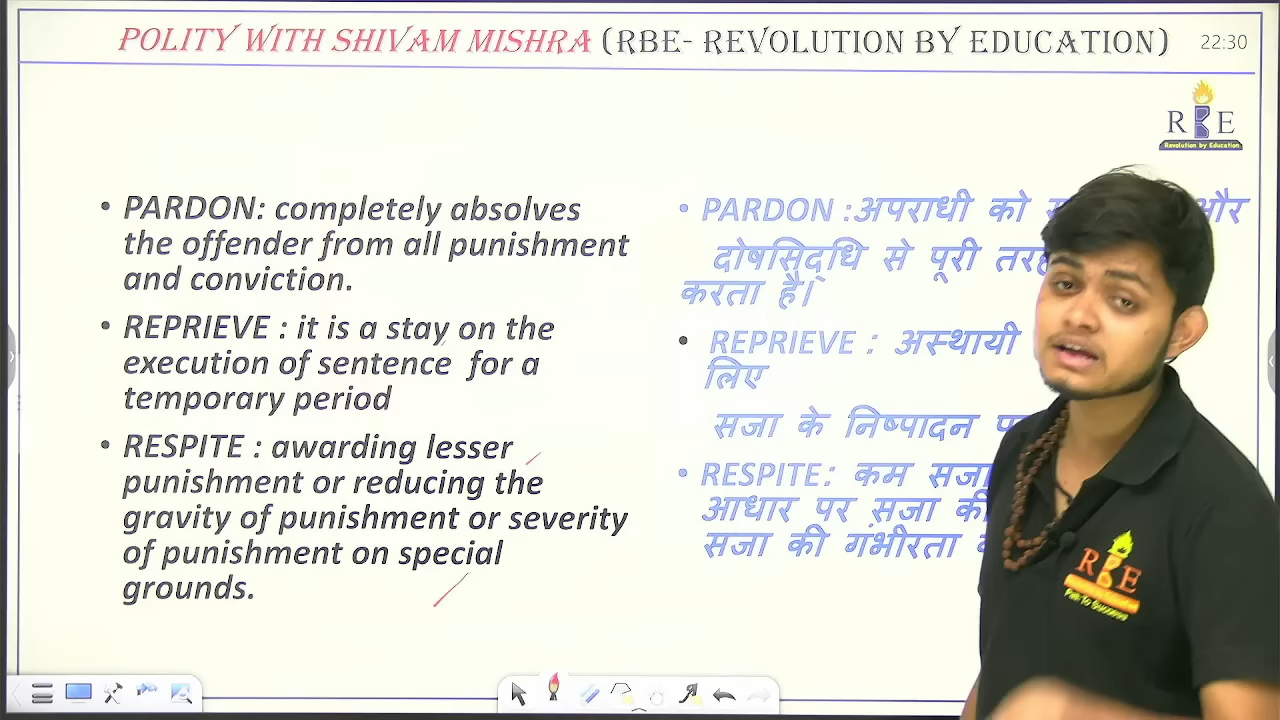 POLITY WITH SHIVAM MISHRA (RBE- REVOLUTION BY EDUCATION)
22:30
R B E
Revolution by Education
• PARDON: completely absolves
the offender from all punishment
and conviction.
• REPRIEVE : it is a stay on the
execution of sentence for a
temporary period
• RESPITE : awarding lesser
punishment or reducing the
gravity of punishment or severity
of punishment on special
grounds.
• PARDON :अपराधी को और
दोषसिद्धि से पूरी
करता है।
• REPRIEVE : अस्थायी
लिए
सजा के निष्पादन
• RESPITE: कम सजा
आधार पर सजा की
सजा की गंभीरता
RBE
Path To Success